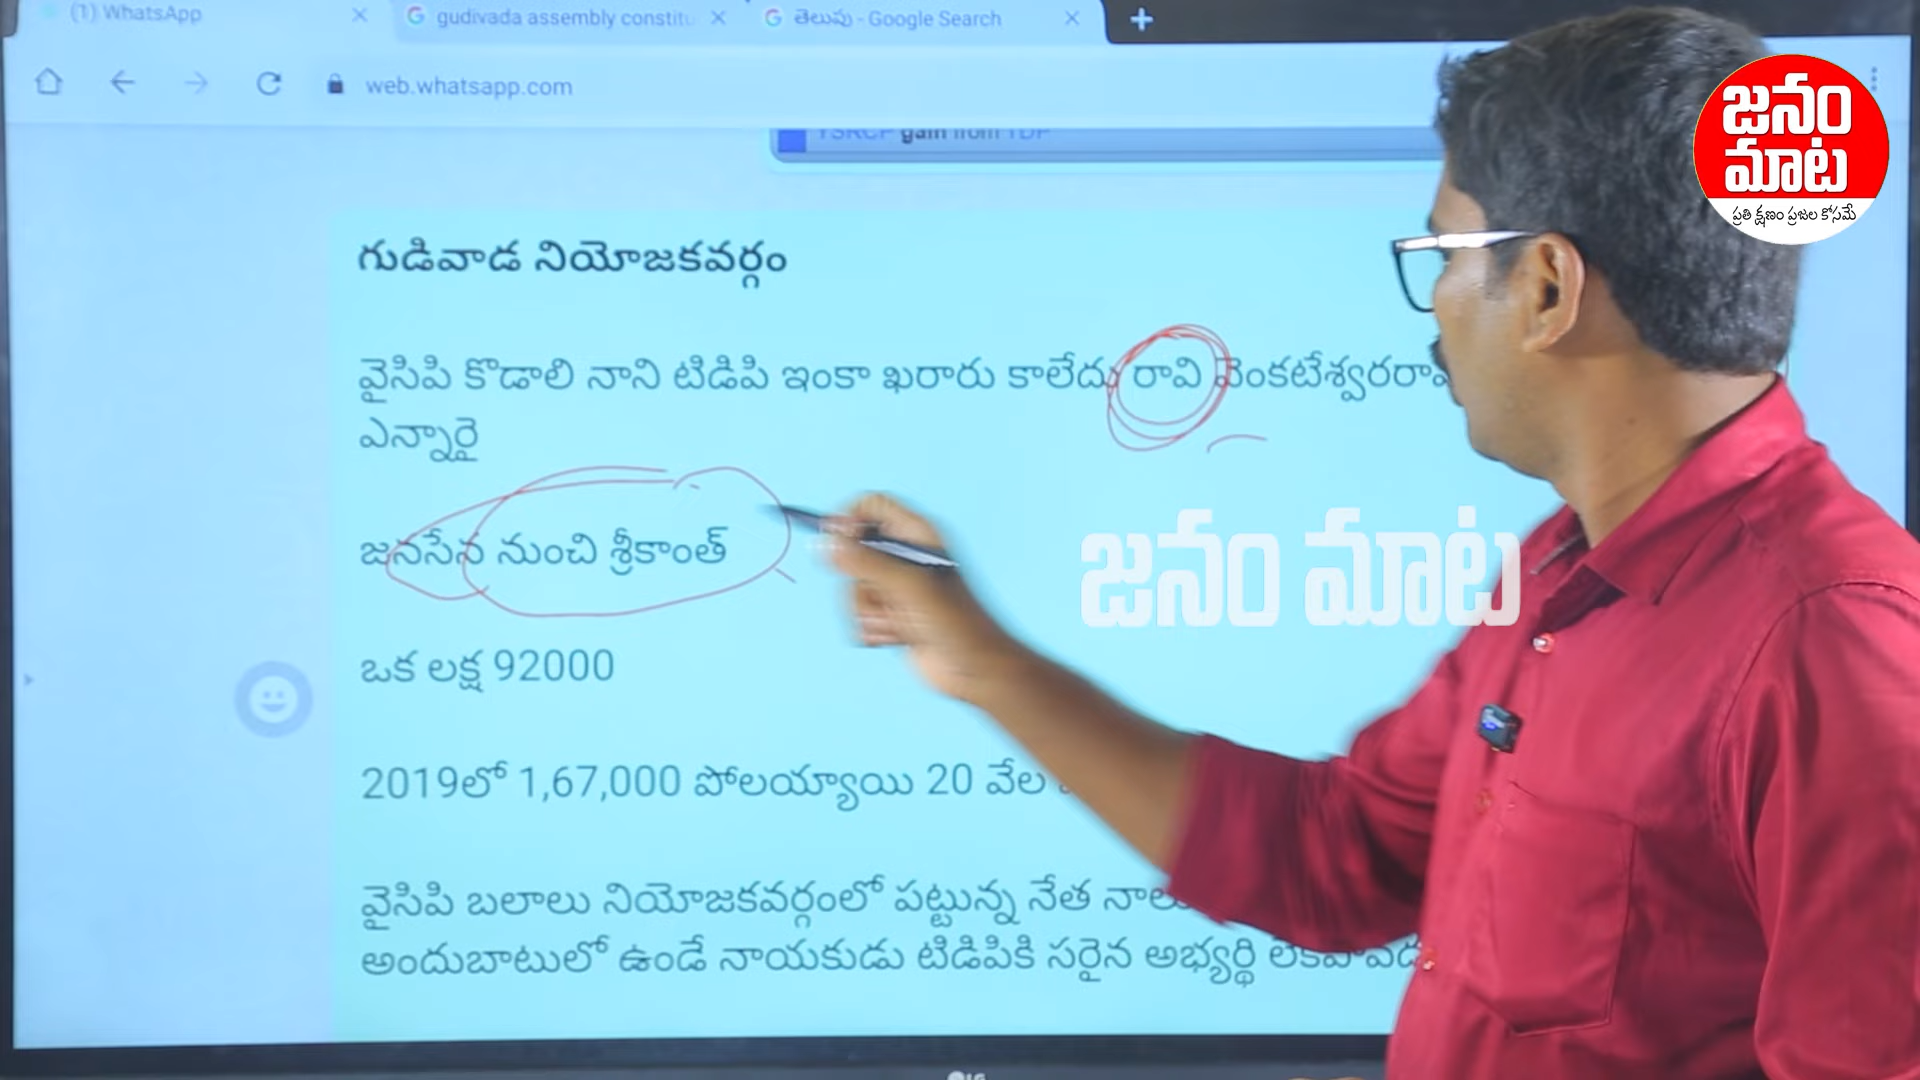 (1) WhatsApp
gudivada assembly constitu
తెలుపు - Google Search
web.whatsapp.com
YSRCP gain from TDP
జనం
మాట
ప్రతి క్షణం ప్రజల కోసమే
గుడివాడ నియోజకవర్గం
వైసిపి కొడాలి నాని టిడిపి ఇంకా ఖరారు కాలేదు రావి వెంకటేశ్వరరావు
ఎన్నారై
జనసేన నుంచి శ్రీకాంత్
జనం మాట
ఒక లక్ష 92000
2019లో 1,67,000 పోలయ్యాయి 20 వేల
వైసిపి బలాలు నియోజకవర్గంలో పట్టున్న నేత
అందుబాటులో ఉండే నాయకుడు టిడిపికి సరైన అభ్యర్థి
LG